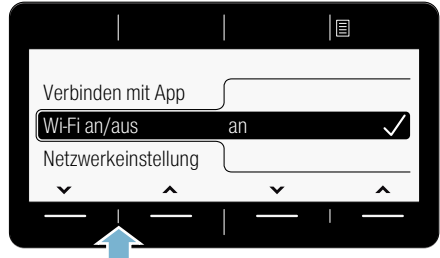 Verbinden mit App
Wi-Fi an/aus an
Netzwerkeinstellung